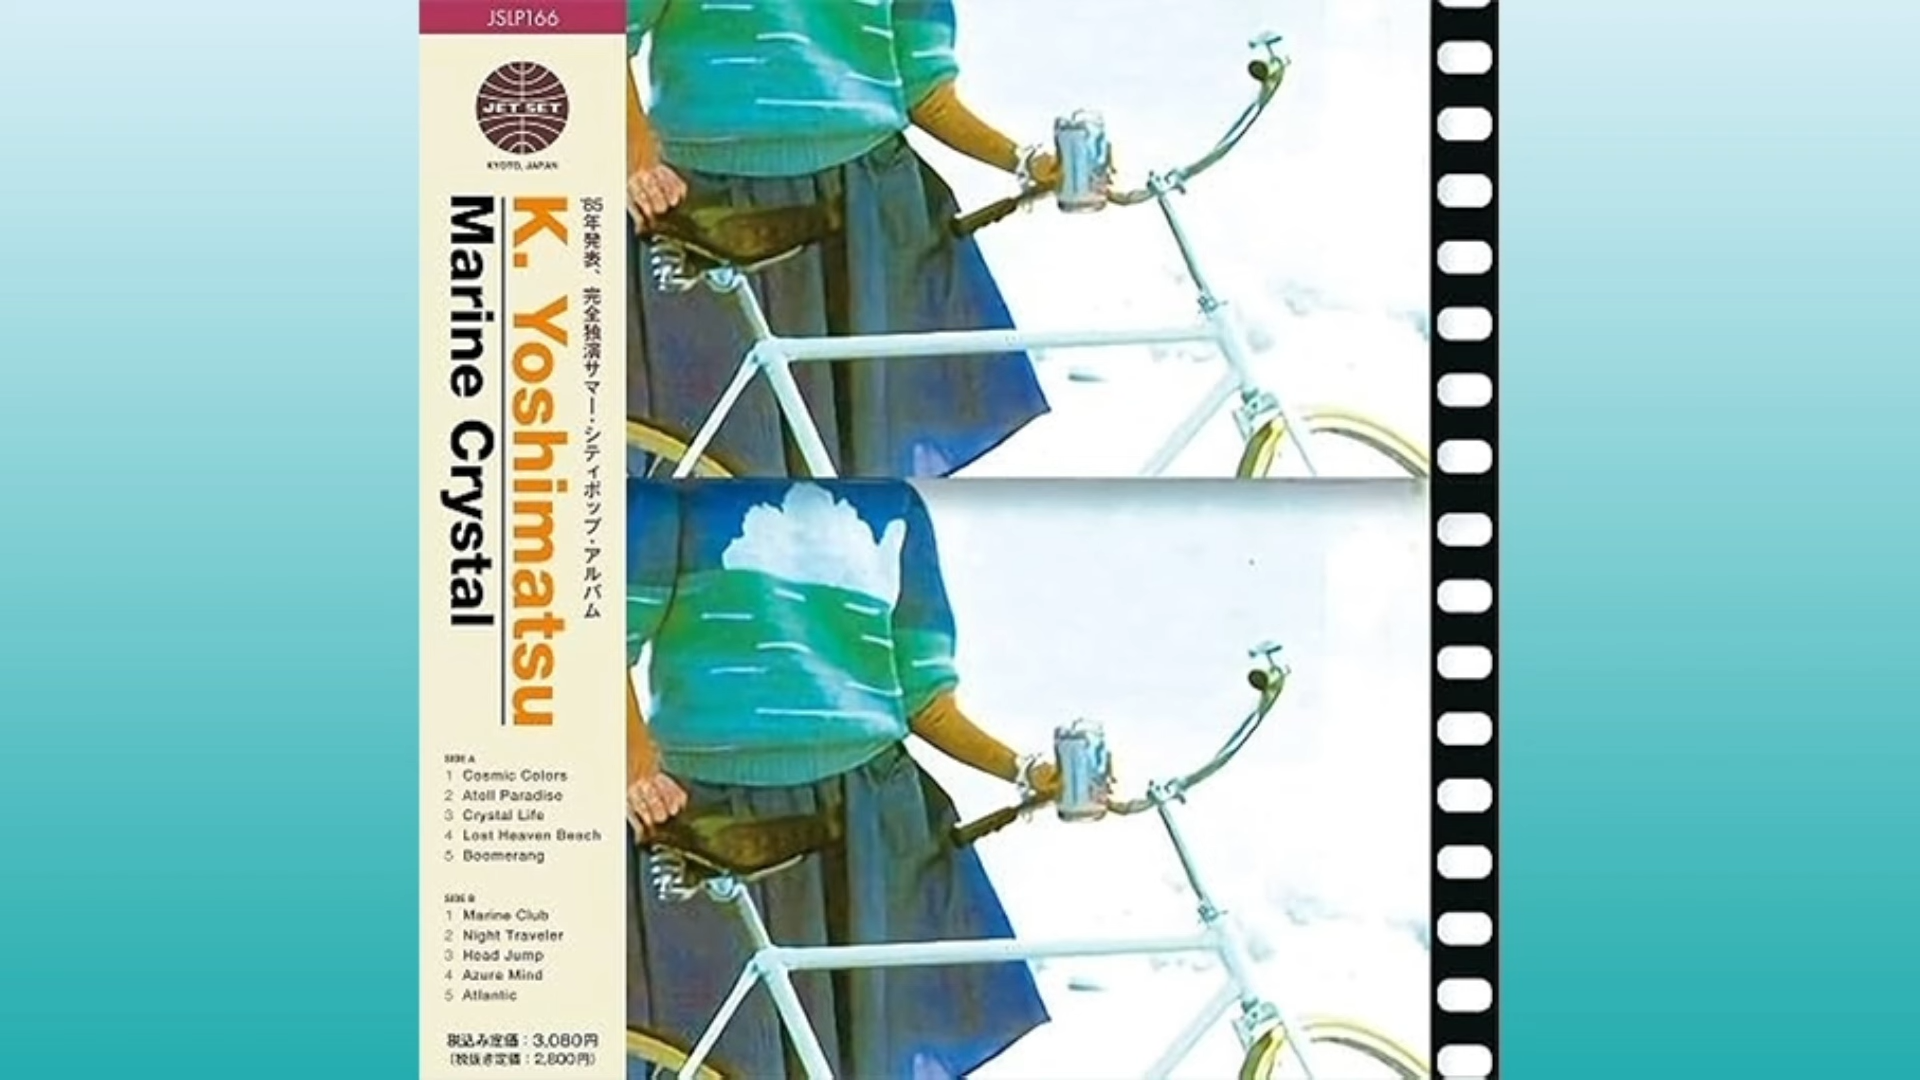 JSLP166
JET SET
KYOTO, JAPAN
'85年発表、完全独演サマー・シティポップ・アルバム
K. Yoshimatsu
Marine Crystal
SIDE A
1 Cosmic Colors
2 Atoll Paradise
3 Crystal Life
4 Lost Heaven Beach
5 Boomerang
SIDE B
1 Marine Club
2 Night Traveler
3 Head Jump
4 Azure Mind
5 Atlantic
税込み定価：3,080円
（税抜き定価：2,800円）